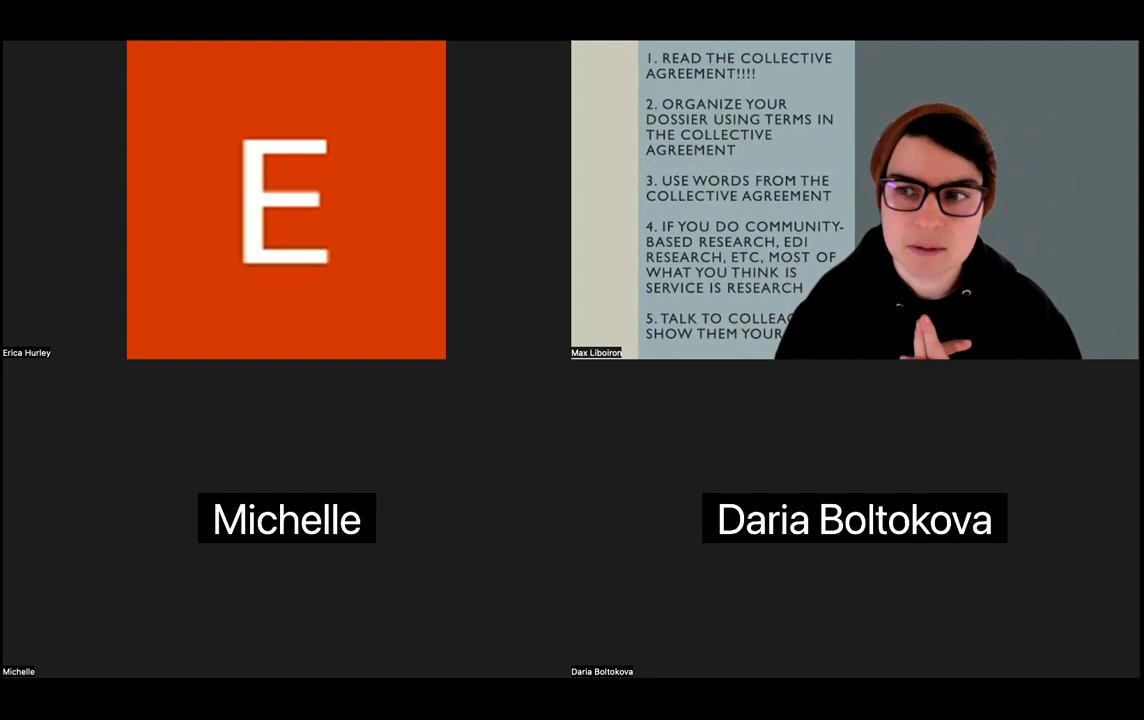 E
Erica Hurley
1. READ THE COLLECTIVE
AGREEMENT!!!!
2. ORGANIZE YOUR
DOSSIER USING TERMS IN
THE COLLECTIVE
AGREEMENT
3. USE WORDS FROM THE
COLLECTIVE AGREEMENT
4. IF YOU DO COMMUNITY-
BASED RESEARCH, EDI
RESEARCH, ETC, MOST OF
WHAT YOU THINK IS
SERVICE IS RESEARCH
5. TALK TO
SHOW THEM YOUR
Max Liboiron
Michelle
Michelle
Daria Boltokova
Daria Boltokova